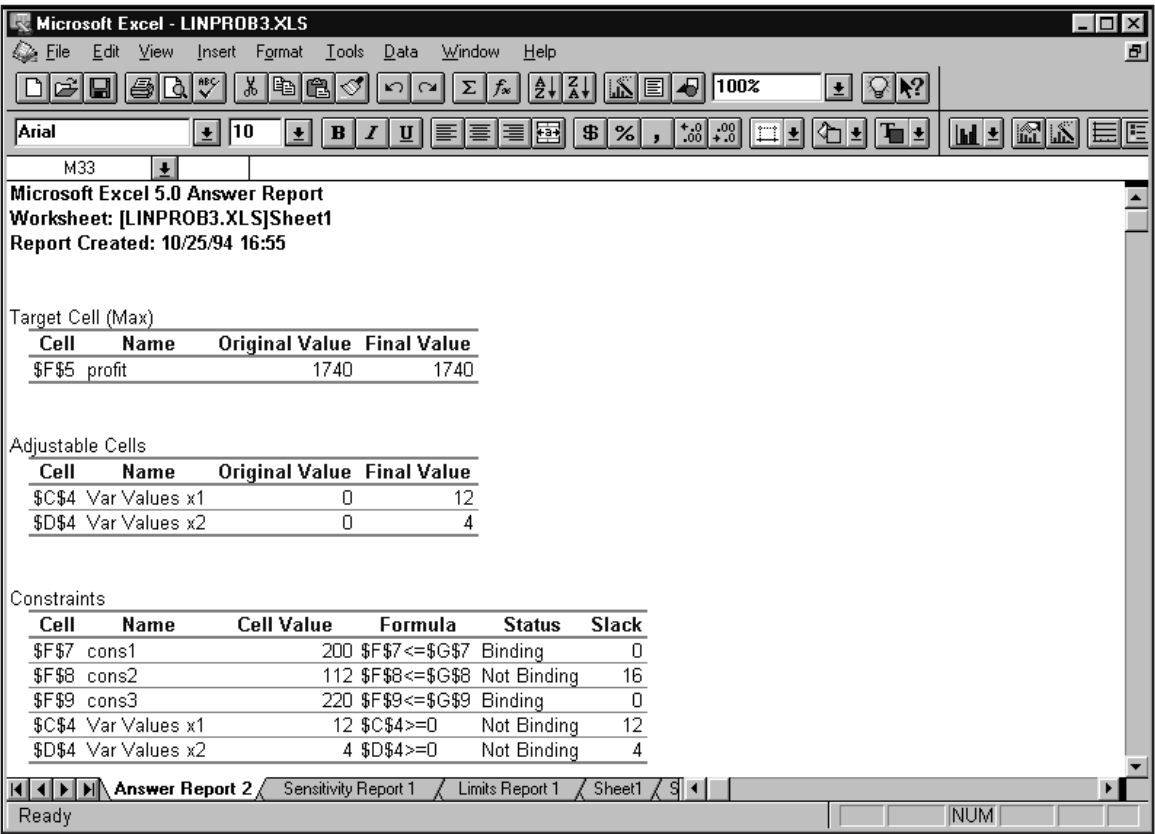 Microsoft Excel - LINPROB3.XLS
File Edit View Insert Format Tools Data Window Help
ABC Σ fx A Z Z A 100% ?
Arial 10 B I U a $ % , .0 .00 .00 .0 T
M33
Microsoft Excel 5.0 Answer Report
Worksheet: [LINPROB3.XLS]Sheet1
Report Created: 10/25/94 16:55
Target Cell (Max)
Cell Name Original Value Final Value
$F$5 profit 1740 1740
Adjustable Cells
Cell Name Original Value Final Value
$C$4 Var Values x1 0 12
$D$4 Var Values x2 0 4
Constraints
Cell Name Cell Value Formula Status Slack
$F$7 cons1 200 $F$7<=$G$7 Binding 0
$F$8 cons2 112 $F$8<=$G$8 Not Binding 16
$F$9 cons3 220 $F$9<=$G$9 Binding 0
$C$4 Var Values x1 12 $C$4>=0 Not Binding 12
$D$4 Var Values x2 4 $D$4>=0 Not Binding 4
Answer Report 2 Sensitivity Report 1 Limits Report 1 Sheet1 S
Ready NUM